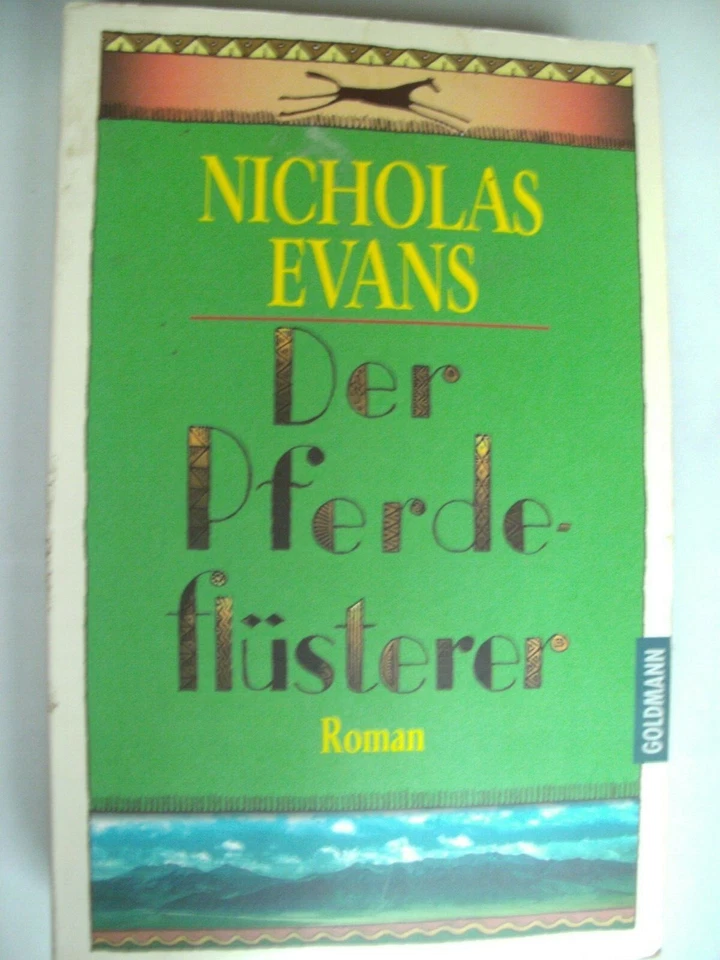 NICHOLAS
EVANS
Der
Pferde-
flüsterer
Roman
GOLDMANN